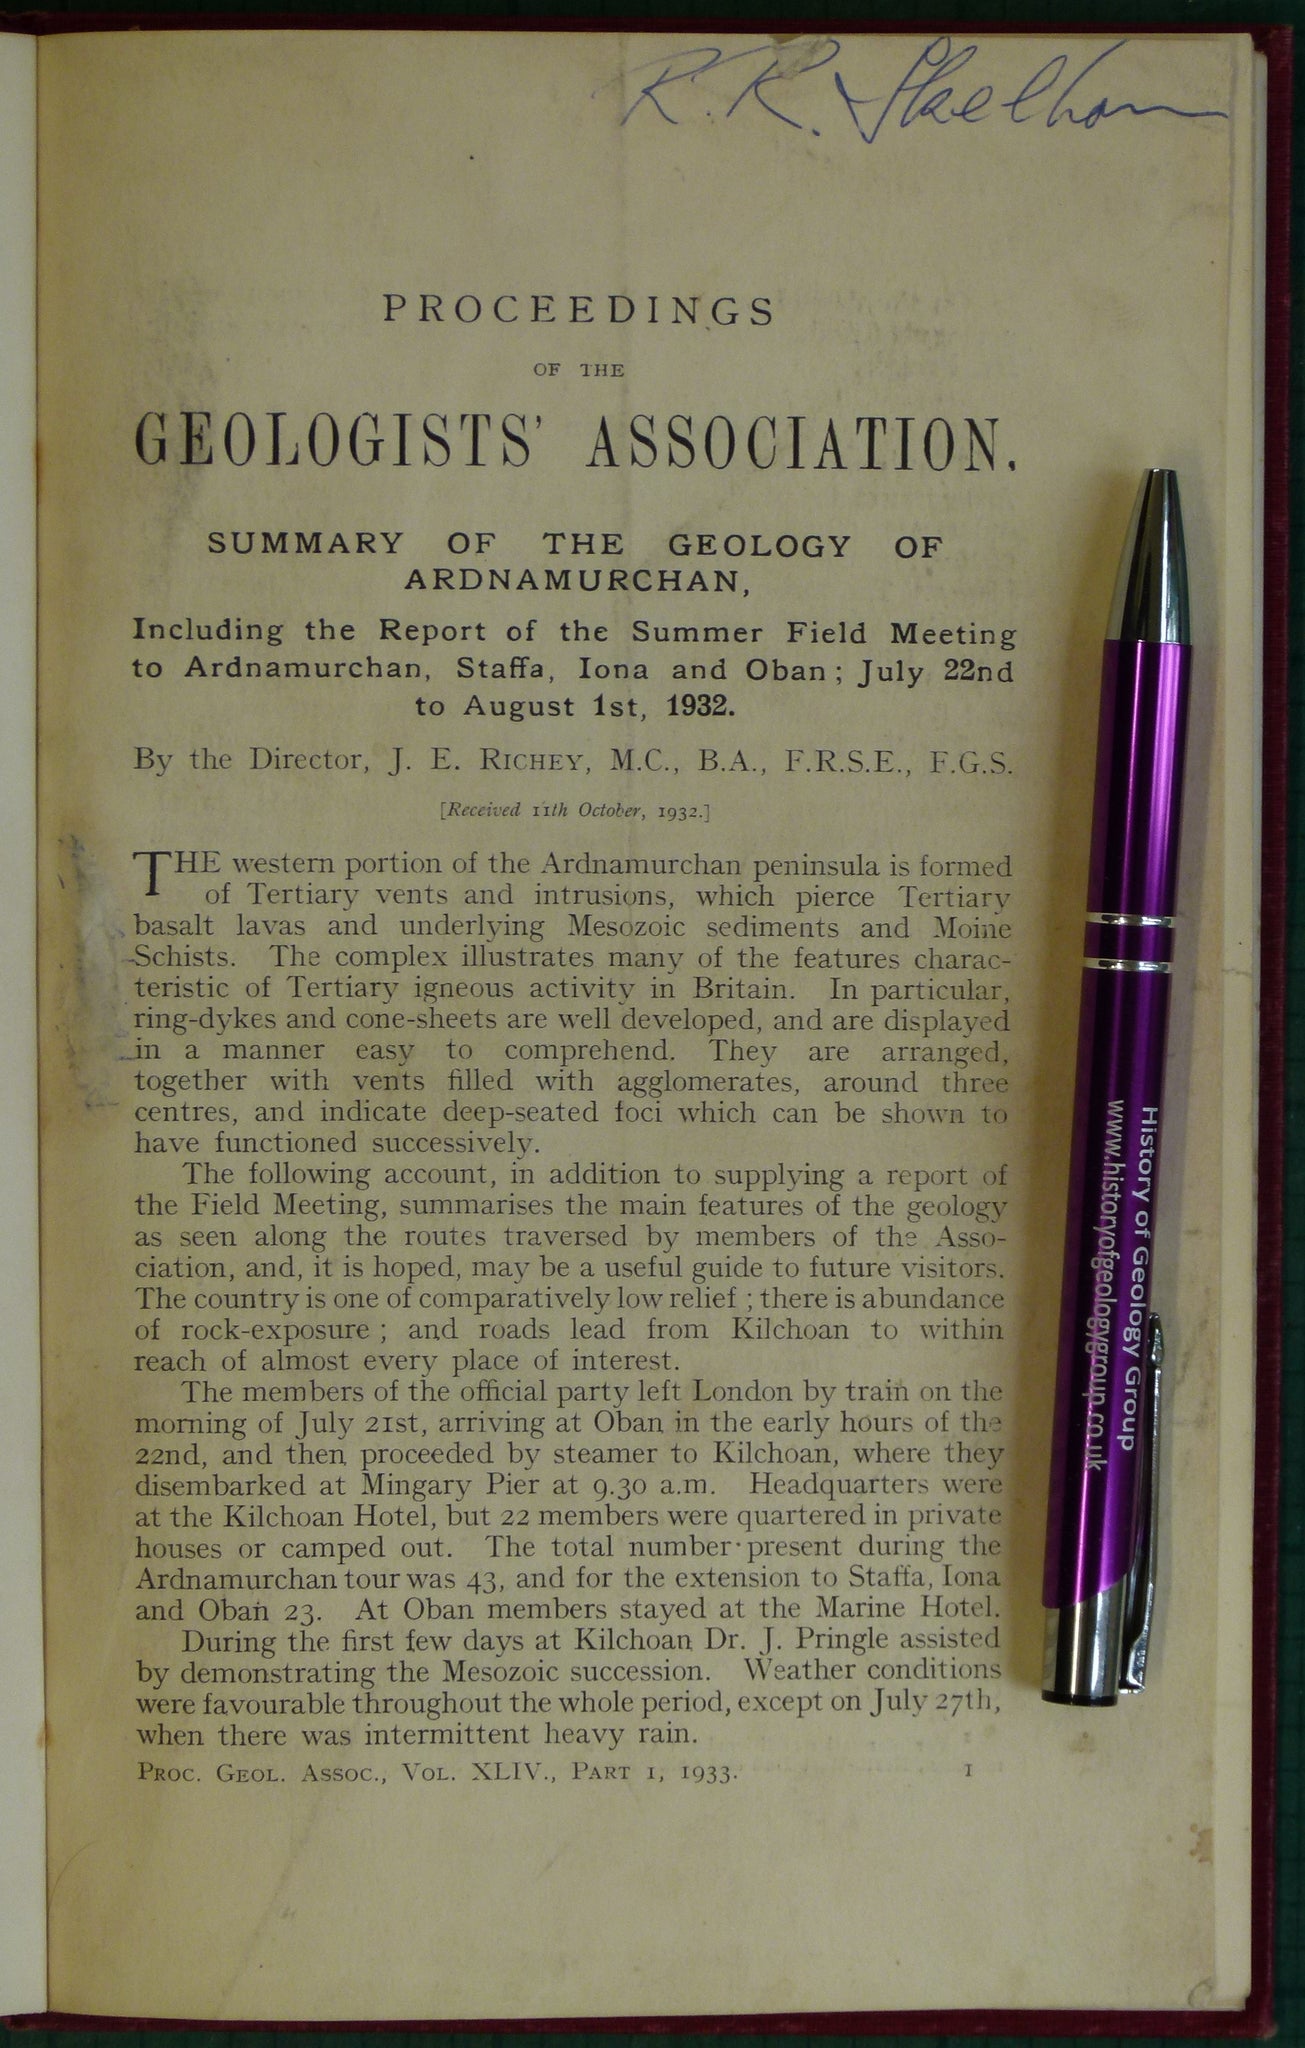 R. R. Skelhorn
PROCEEDINGS
OF THE
GEOLOGISTS' ASSOCIATION.
SUMMARY OF THE GEOLOGY OF
ARDNAMURCHAN,
Including the Report of the Summer Field Meeting
to Ardnamurchan, Staffa, Iona and Oban; July 22nd
to August 1st, 1932.
By the Director, J. E. RICHEY, M.C., B.A., F.R.S.E., F.G.S.
[Received 11th October, 1932.]
THE western portion of the Ardnamurchan peninsula is formed
of Tertiary vents and intrusions, which pierce Tertiary
basalt lavas and underlying Mesozoic sediments and Moine
Schists. The complex illustrates many of the features charac-
teristic of Tertiary igneous activity in Britain. In particular,
ring-dykes and cone-sheets are well developed, and are displayed
in a manner easy to comprehend. They are arranged,
together with vents filled with agglomerates, around three
centres, and indicate deep-seated foci which can be shown to
have functioned successively.
The following account, in addition to supplying a report of
the Field Meeting, summarises the main features of the geology
as seen along the routes traversed by members of the Asso-
ciation, and, it is hoped, may be a useful guide to future visitors.
The country is one of comparatively low relief; there is abundance
of rock-exposure; and roads lead from Kilchoan to within
reach of almost every place of interest.
The members of the official party left London by train on the
morning of July 21st, arriving at Oban in the early hours of the
22nd, and then proceeded by steamer to Kilchoan, where they
disembarked at Mingary Pier at 9.30 a.m. Headquarters were
at the Kilchoan Hotel, but 22 members were quartered in private
houses or camped out. The total number present during the
Ardnamurchan tour was 43, and for the extension to Staffa, Iona
and Oban 23. At Oban members stayed at the Marine Hotel.
During the first few days at Kilchoan Dr. J. Pringle assisted
by demonstrating the Mesozoic succession. Weather conditions
were favourable throughout the whole period, except on July 27th,
when there was intermittent heavy rain.
PROC. GEOL. ASSOC., VOL. XLIV., PART 1, 1933. 1
History of Geology Group
www.historyofgeologygroup.co.uk